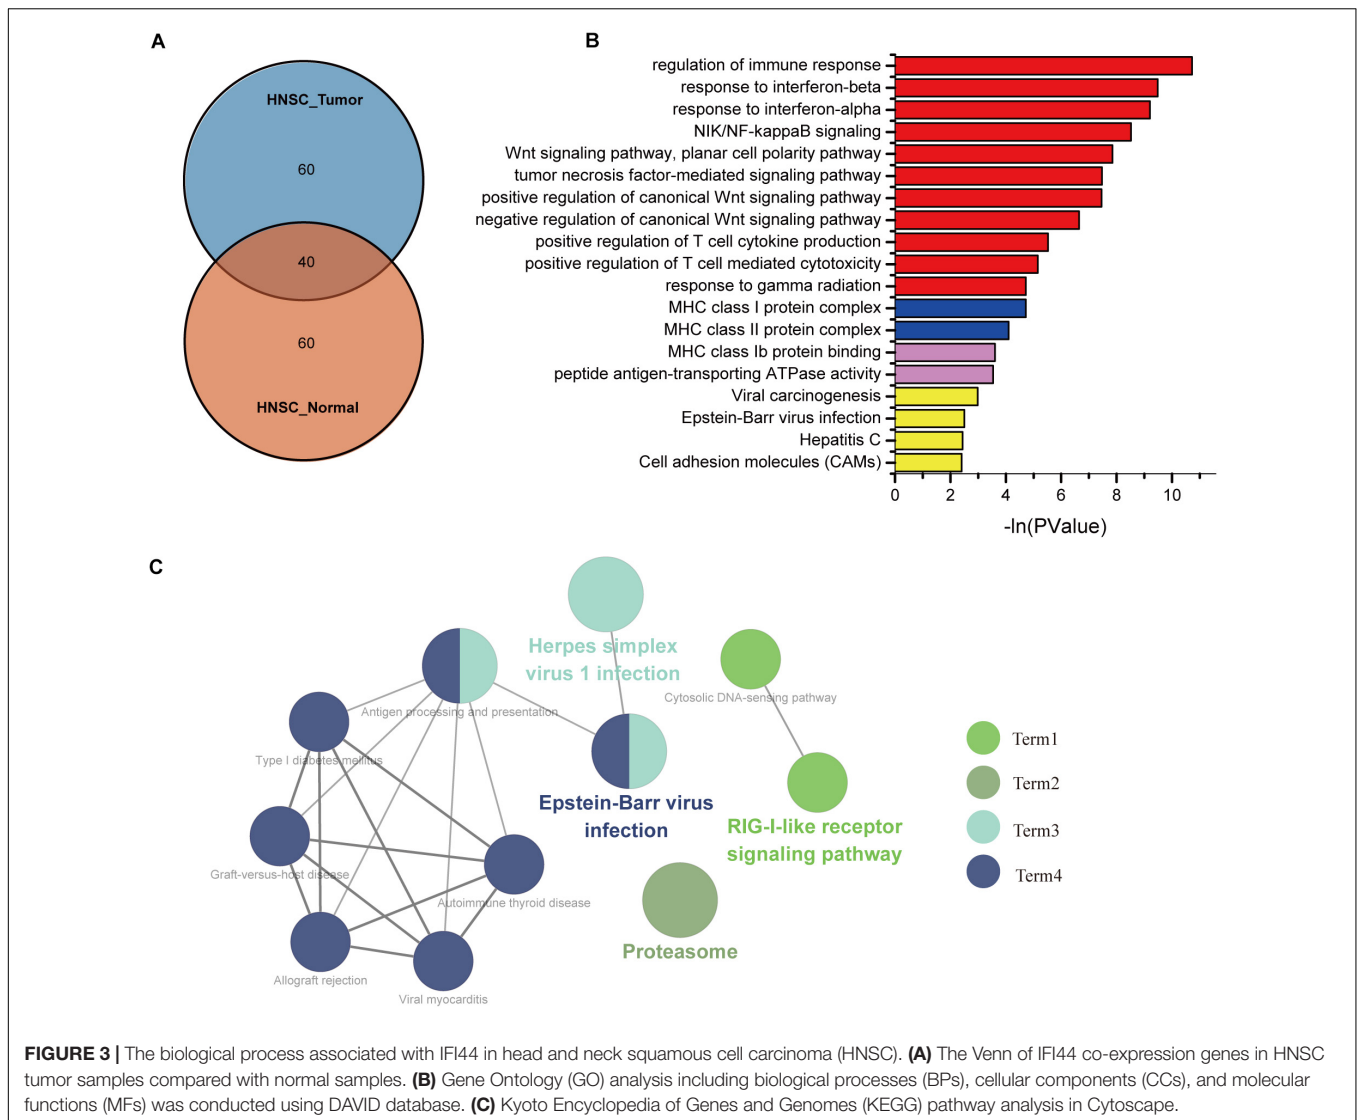 A
HNSC_Tumor
60
40
60
HNSC_Normal
B
regulation of immune response
response to interferon-beta
response to interferon-alpha
NIK/NF-kappaB signaling
Wnt signaling pathway, planar cell polarity pathway
tumor necrosis factor-mediated signaling pathway
positive regulation of canonical Wnt signaling pathway
negative regulation of canonical Wnt signaling pathway
positive regulation of T cell cytokine production
positive regulation of T cell mediated cytotoxicity
response to gamma radiation
MHC class I protein complex
MHC class II protein complex
MHC class Ib protein binding
peptide antigen-transporting ATPase activity
Viral carcinogenesis
Epstein-Barr virus infection
Hepatitis C
Cell adhesion molecules (CAMs)
0 2 4 6 8 10
-ln(PValue)
C
Herpes simplex
virus 1 infection
Cytosolic DNA-sensing pathway
Antigen processing and presentation
Type I diabetes mellitus
Epstein-Barr virus
infection
RIG-I-like receptor
signaling pathway
Graft-versus-host disease
Autoimmune thyroid disease
Proteasome
Allograft rejection
Viral myocarditis
Term1
Term2
Term3
Term4
FIGURE 3 | The biological process associated with IFI44 in head and neck squamous cell carcinoma (HNSC). (A) The Venn of IFI44 co-expression genes in HNSC
tumor samples compared with normal samples. (B) Gene Ontology (GO) analysis including biological processes (BPs), cellular components (CCs), and molecular
functions (MFs) was conducted using DAVID database. (C) Kyoto Encyclopedia of Genes and Genomes (KEGG) pathway analysis in Cytoscape.